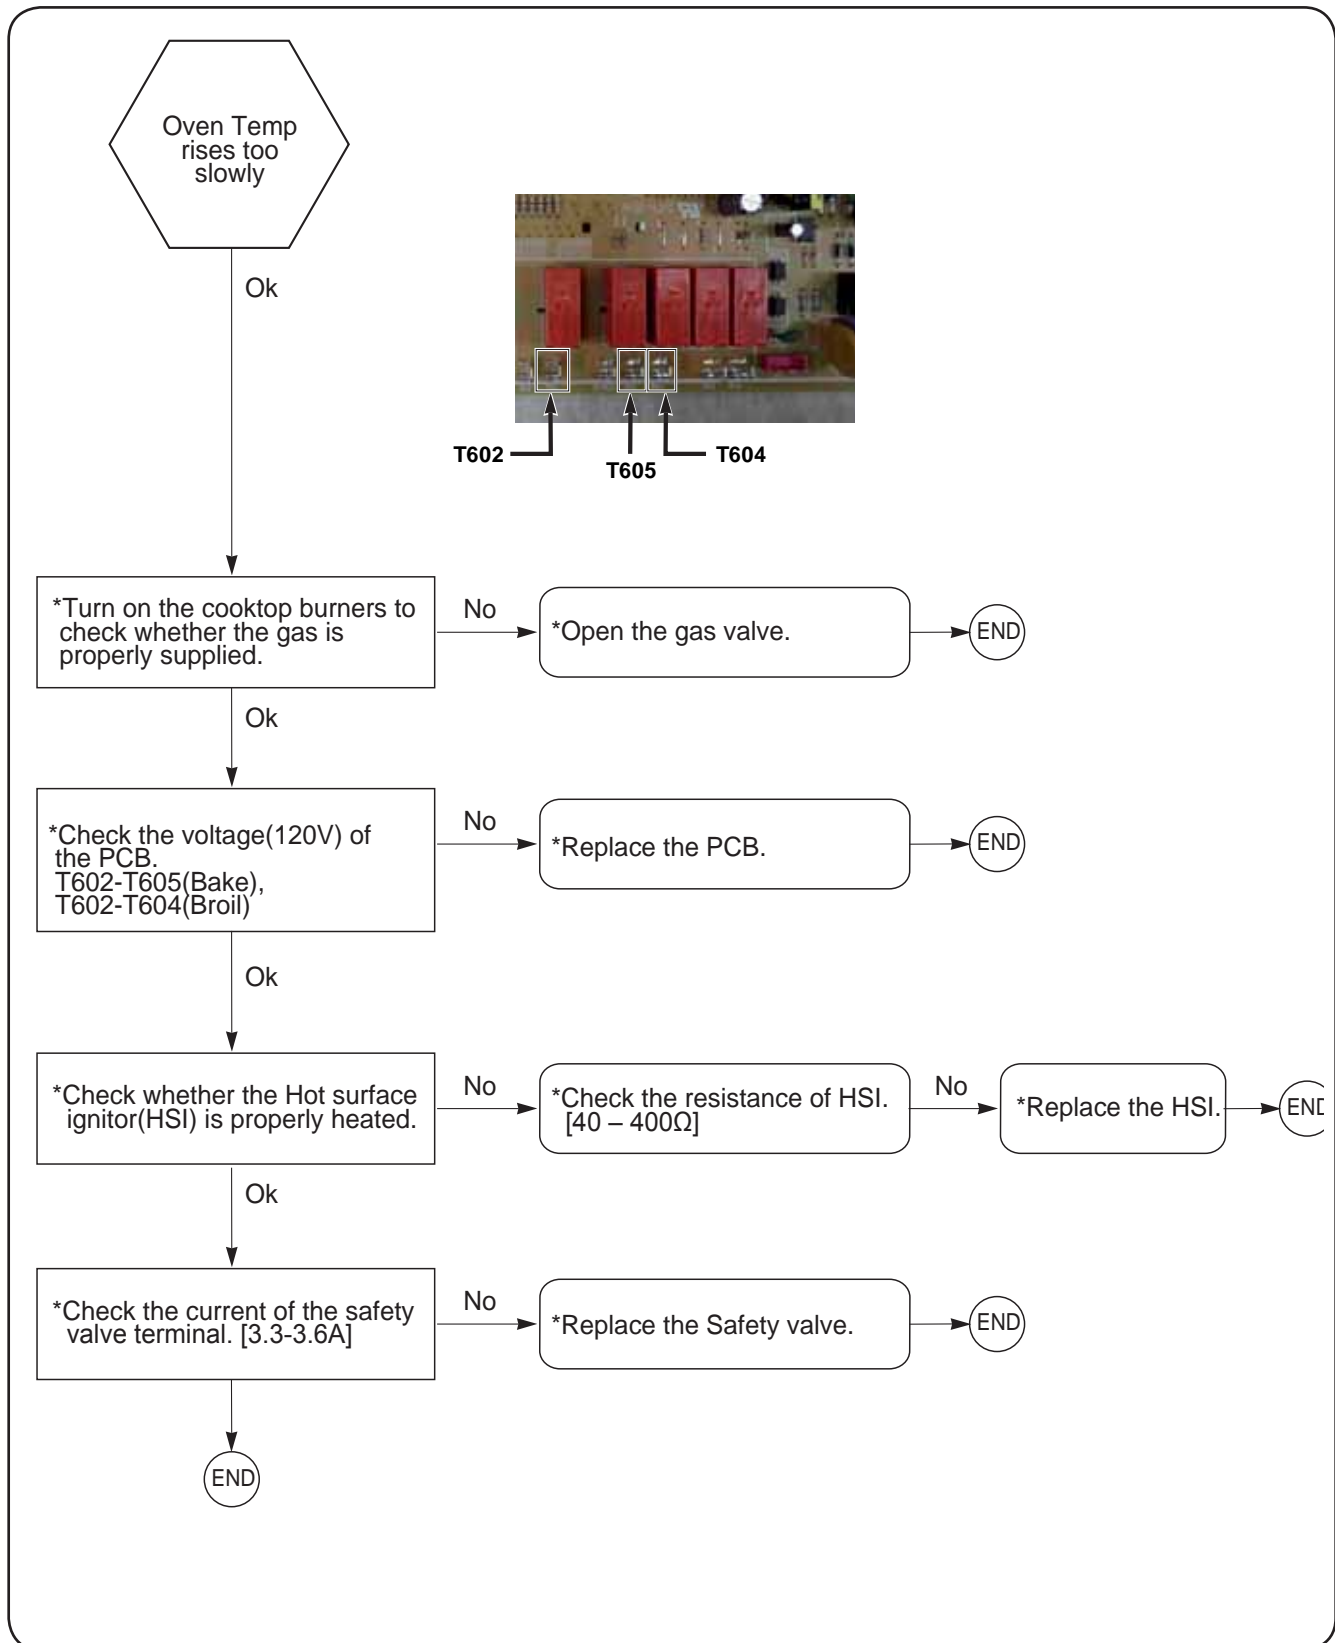 Oven Temp
rises too
slowly
Ok
T602
T605
T604
*Turn on the cooktop burners to
check whether the gas is
properly supplied.
No
*Open the gas valve.
END
Ok
*Check the voltage(120V) of
the PCB.
T602-T605(Bake),
T602-T604(Broil)
No
*Replace the PCB.
END
Ok
*Check whether the Hot surface
ignitor(HSI) is properly heated.
No
*Check the resistance of HSI.
[40 – 400Ω]
No
*Replace the HSI.
END
Ok
*Check the current of the safety
valve terminal. [3.3-3.6A]
No
*Replace the Safety valve.
END
END